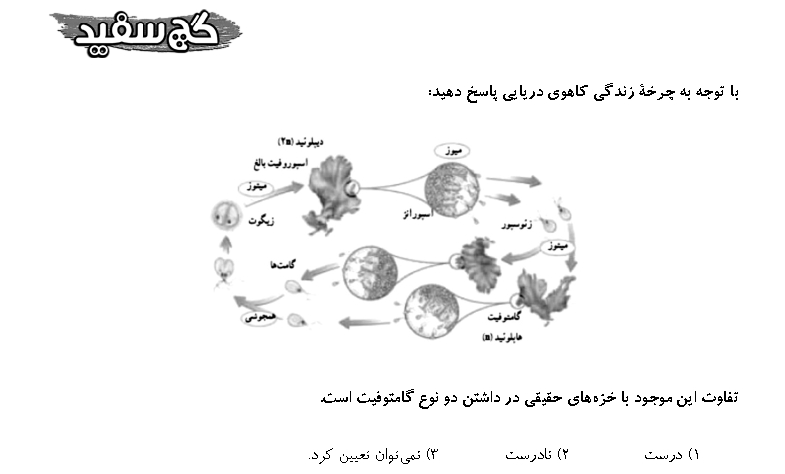 گچ سفید
با توجه به چرخهٔ زندگی کاهوی دریایی پاسخ دهید:
دیپلوئید (۲n)
اسپوروفیت بالغ
میتوز
زیگوت
میوز
اسپورانژ
زئوسپور
میتوز
گامت‌ها
همجوشی
گامتوفیت
هاپلوئید (n)
تفاوت این موجود با خزه‌های حقیقی در داشتن دو نوع گامتوفیت است.
۱) درست ۲) نادرست ۳) نمی‌توان تعیین کرد.